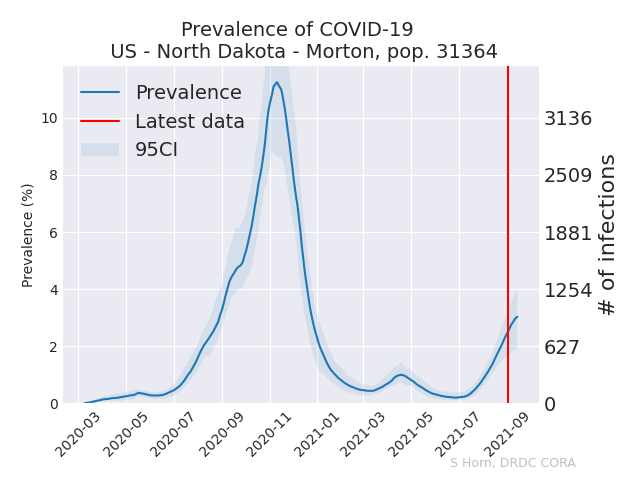 Prevalence of COVID-19
US - North Dakota - Morton, pop. 31364
Prevalence
Latest data
95CI
Prevalence (%)
10
8
6
4
2
0
3136
2509
1881
1254
627
0
# of infections
2020-03
2020-05
2020-07
2020-09
2020-11
2021-01
2021-03
2021-05
2021-07
2021-09
S Horn, DRDC CORA